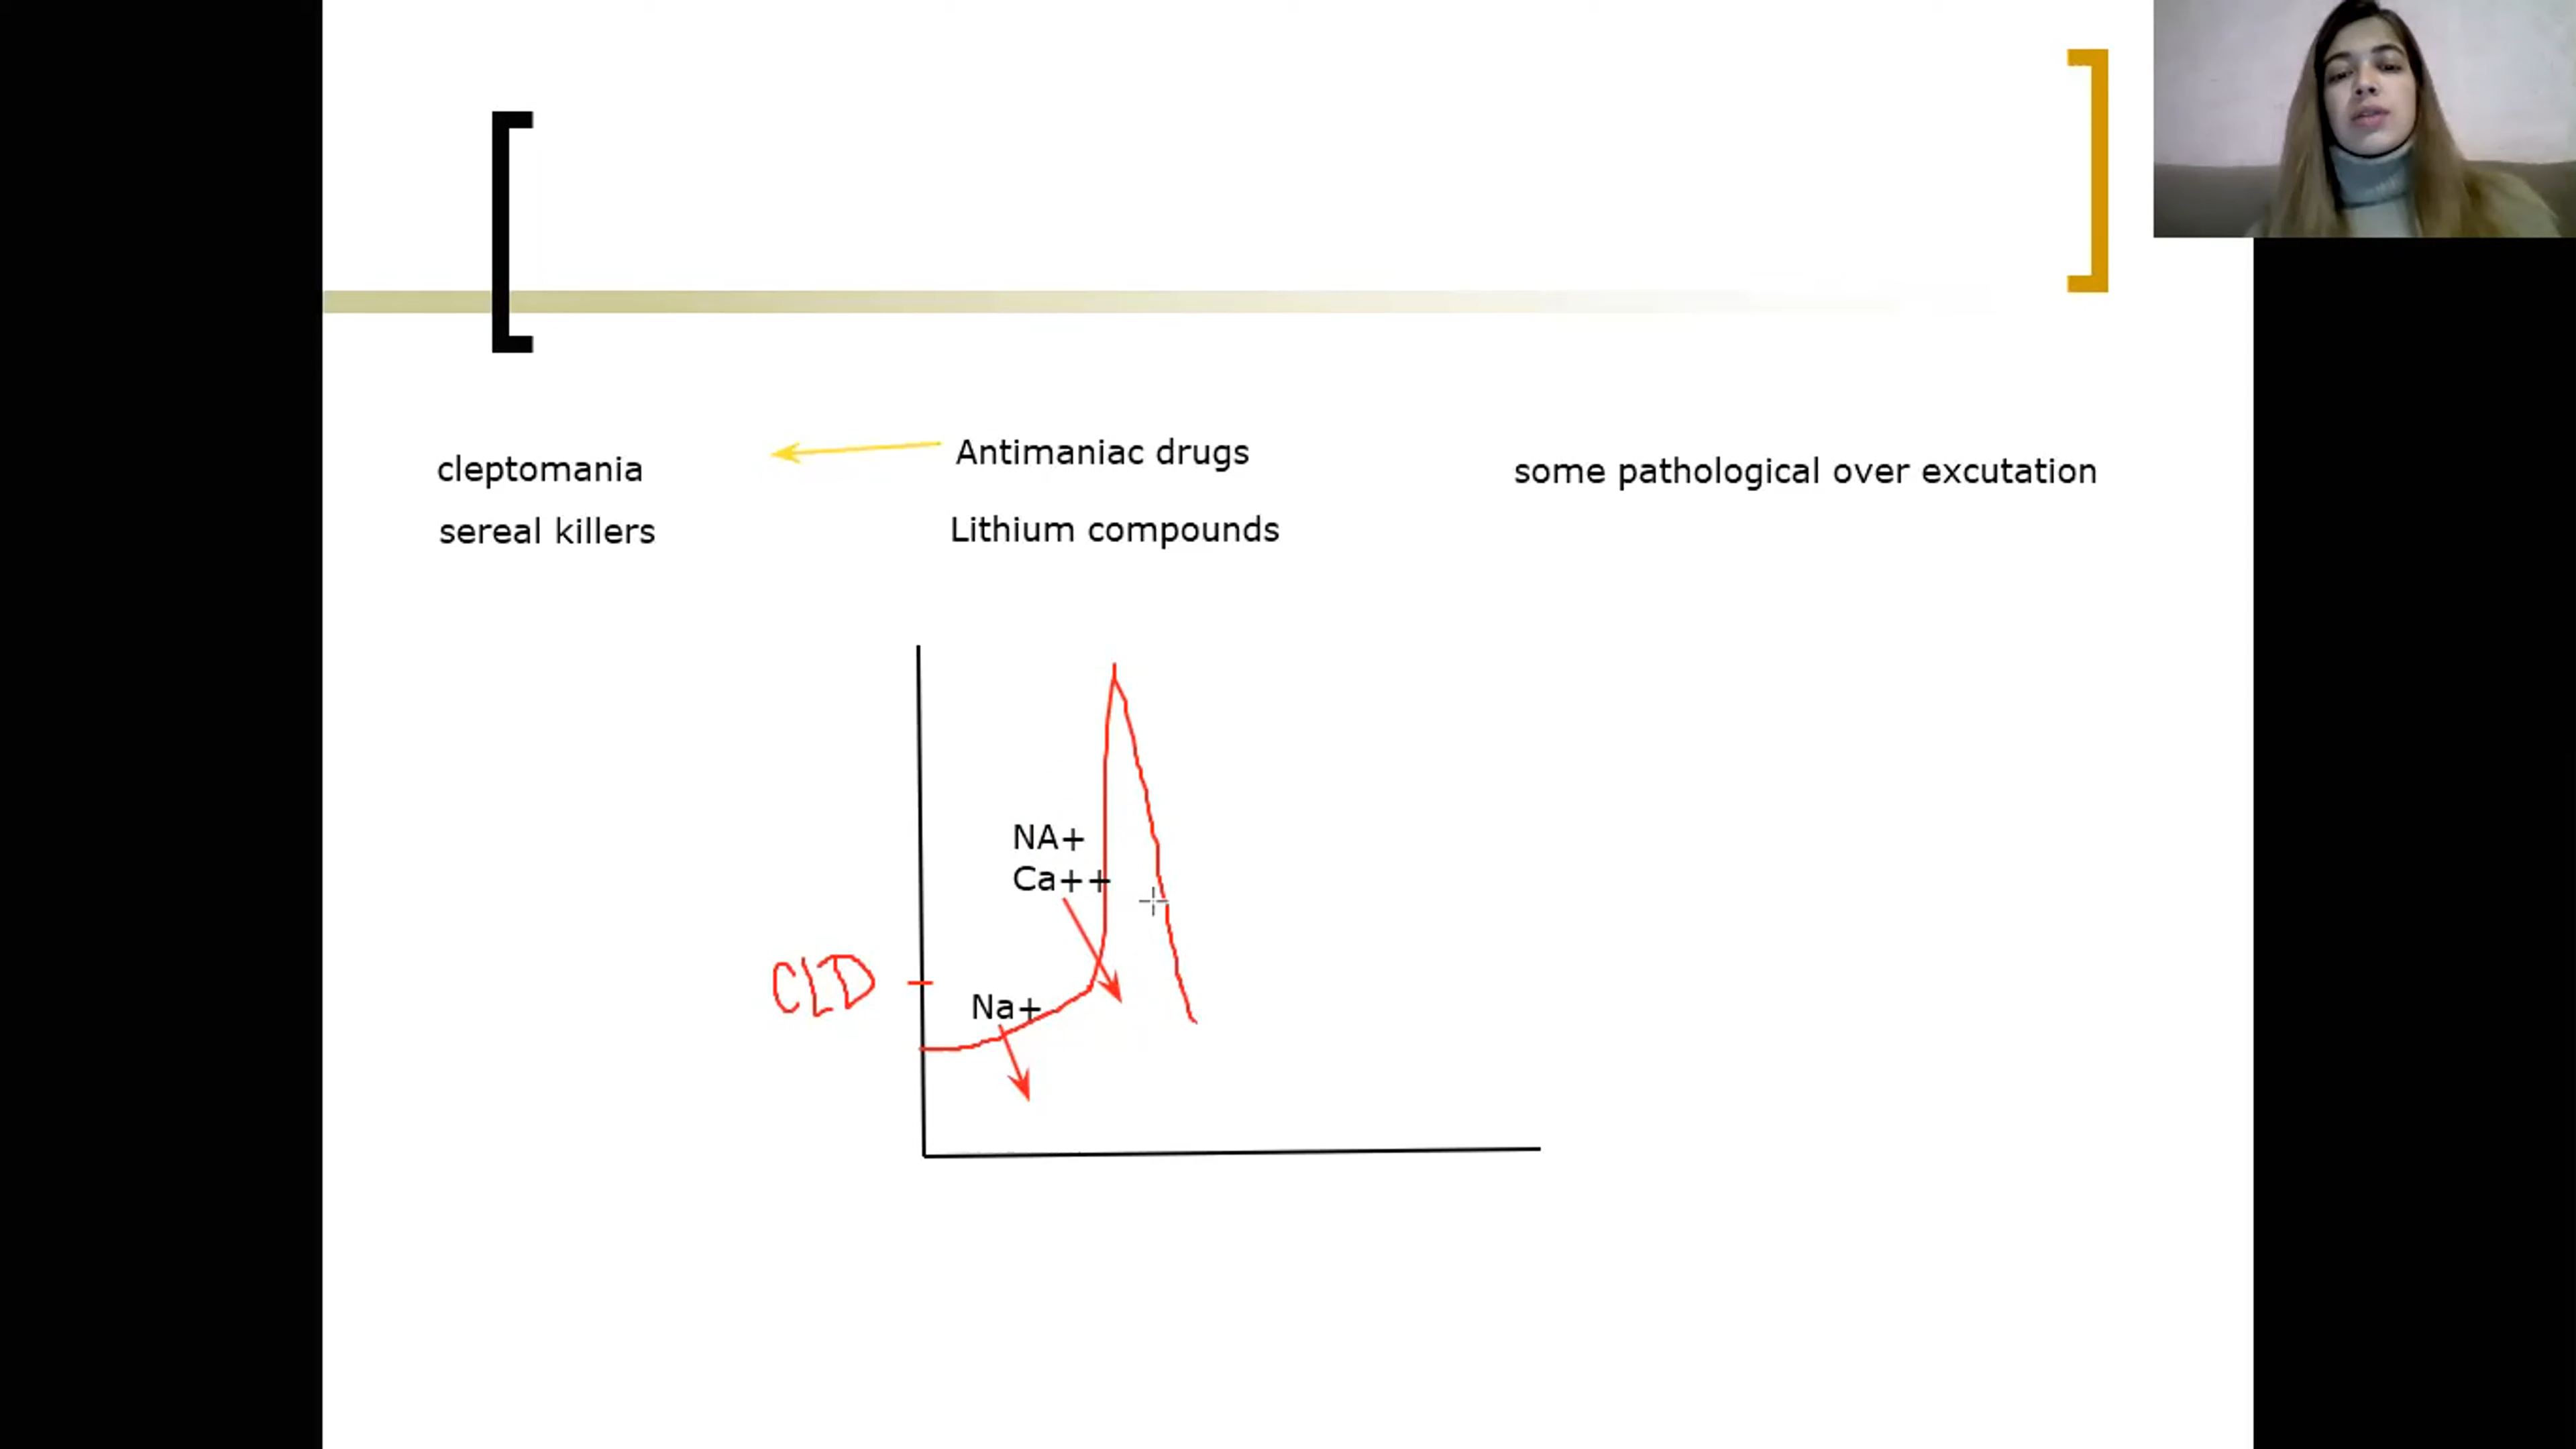 cleptomania
Antimaniac drugs
some pathological over excutation
sereal killers
Lithium compounds
NA+
Ca++
CLD
Na+